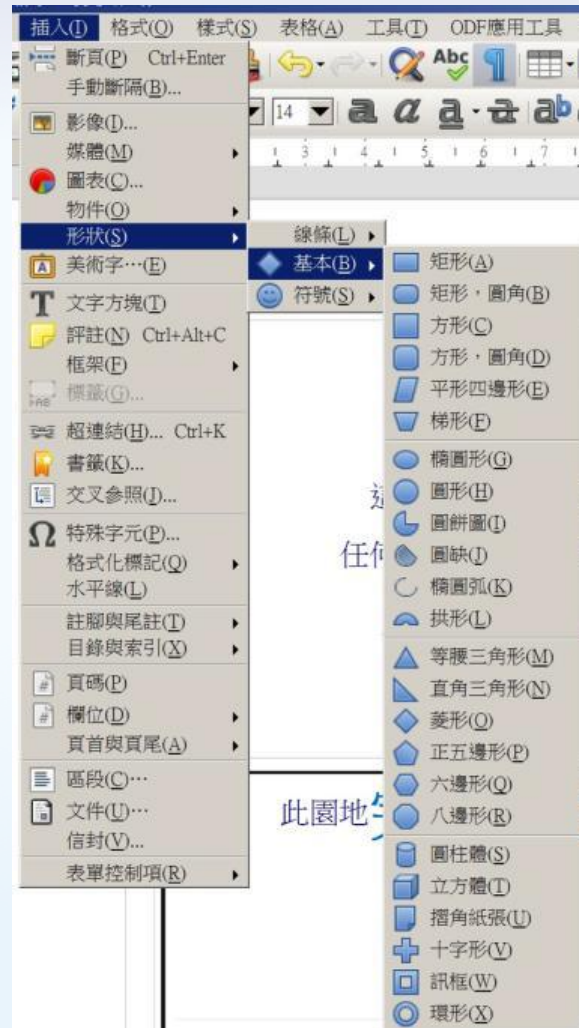 插入(I) 格式(O) 樣式(S) 表格(A) 工具(T) ODF應用工具
斷頁(P) Ctrl+Enter
手動斷隔(B)...
影像(I)...
媒體(M)
圖表(C)...
物件(O)
形狀(S)
美術字…(E)
文字方塊(T)
評註(N) Ctrl+Alt+C
框架(F)
標籤(G)...
超連結(H)... Ctrl+K
書籤(K)...
交叉參照(J)...
特殊字元(P)...
格式化標記(Q)
水平線(L)
註腳與尾註(T)
目錄與索引(X)
頁碼(P)
欄位(D)
頁首與頁尾(A)
區段(C)…
文件(U)…
信封(V)...
表單控制項(R)
線條(L)
基本(B)
符號(S)
矩形(A)
矩形，圓角(B)
方形(C)
方形，圓角(D)
平形四邊形(E)
梯形(F)
橢圓形(G)
圓形(H)
圓餅圖(I)
圓缺(J)
橢圓弧(K)
拱形(L)
等腰三角形(M)
直角三角形(N)
菱形(O)
正五邊形(P)
六邊形(Q)
八邊形(R)
圓柱體(S)
立方體(T)
摺角紙張(U)
十字形(V)
訊框(W)
環形(X)
Abc
14
a a a a ab
3 4 5 6 7
任何
此園地